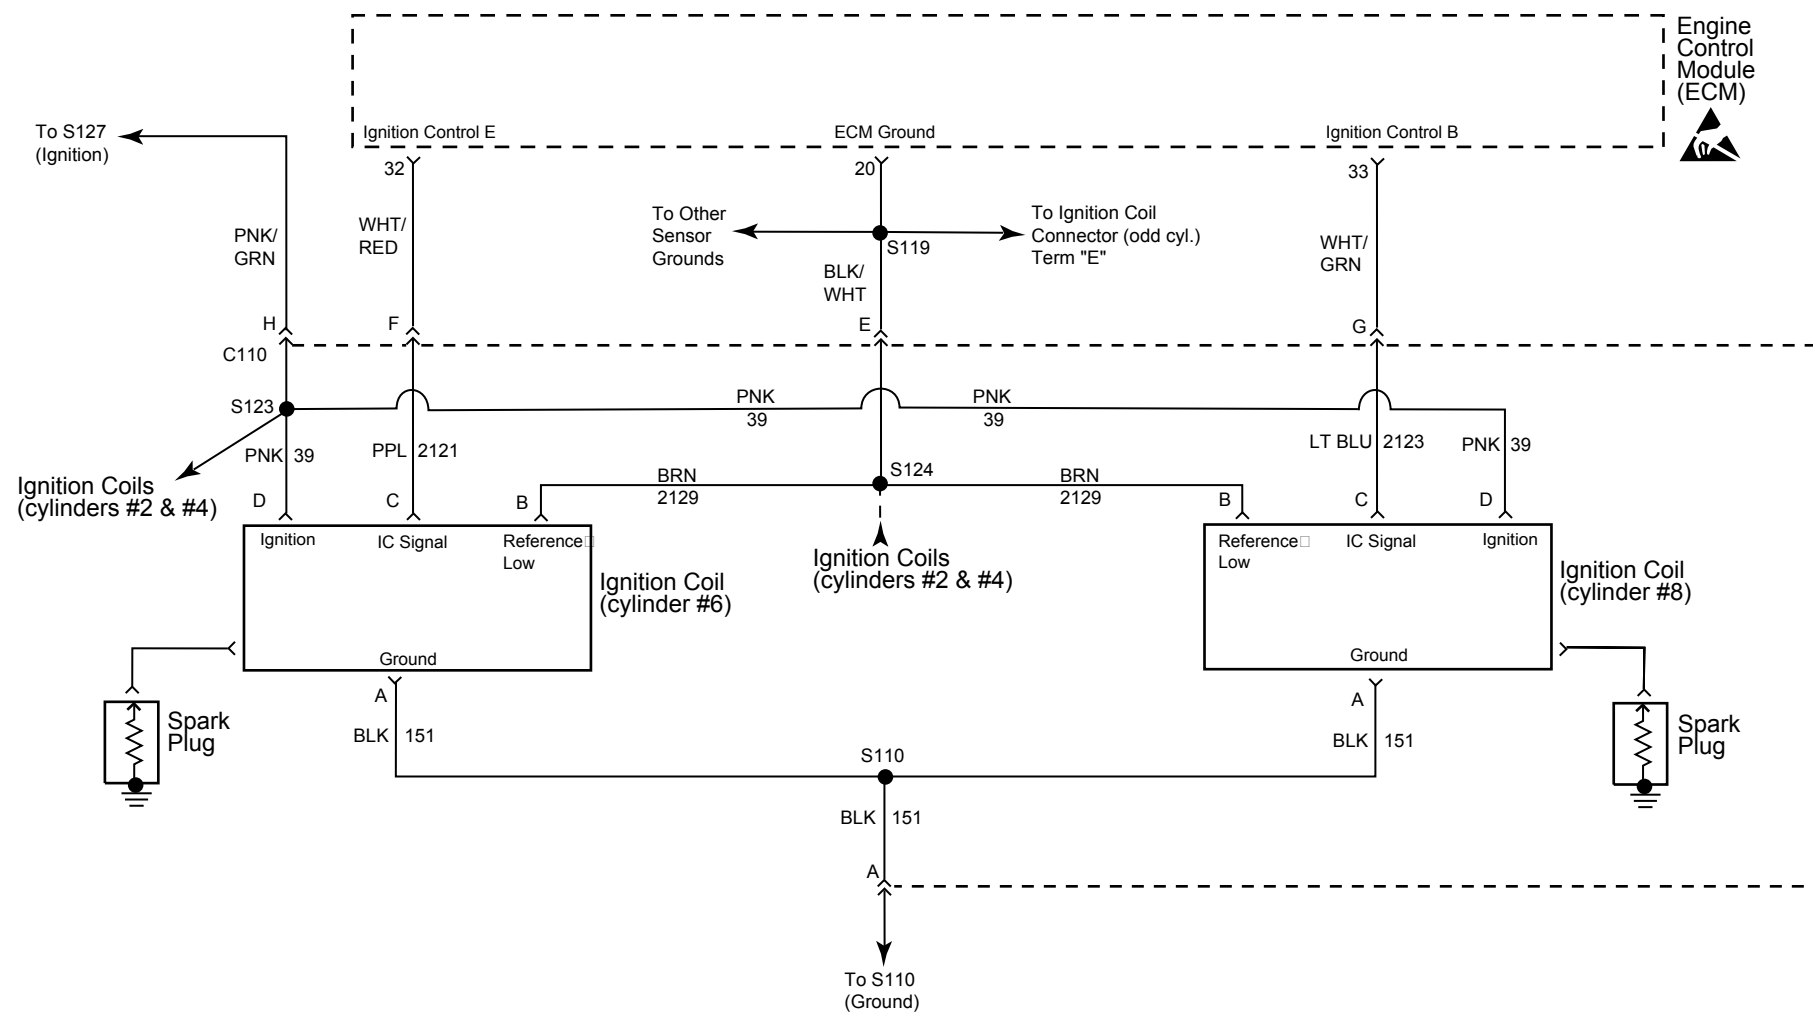 Engine
Control
Module
(ECM)
To S127
(Ignition)
Ignition Control E
ECM Ground
Ignition Control B
32
20
33
PNK/
GRN
WHT/
RED
To Other
Sensor
Grounds
S119
To Ignition Coil
Connector (odd cyl.)
Term "E"
BLK/
WHT
WHT/
GRN
H
F
E
G
C110
S123
PNK
39
PNK
39
PNK 39
PPL 2121
LT BLU 2123
PNK 39
Ignition Coils
(cylinders #2 & #4)
BRN
2129
S124
BRN
2129
D
C
B
B
C
D
Ignition
IC Signal
Reference
Low
Ignition Coils
(cylinders #2 & #4)
Reference
Low
IC Signal
Ignition
Ignition Coil
(cylinder #6)
Ignition Coil
(cylinder #8)
Ground
Ground
A
A
Spark
Plug
BLK 151
BLK 151
Spark
Plug
S110
BLK 151
A
To S110
(Ground)